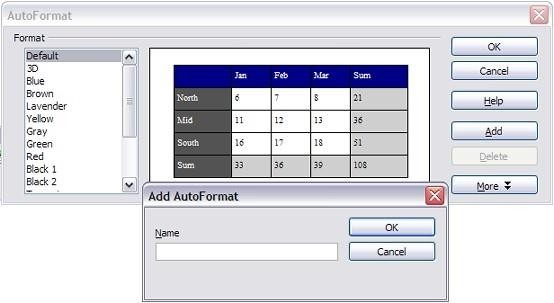 AutoFormat
Format
Default
3D
Blue
Brown
Lavender
Yellow
Gray
Green
Red
Black 1
Black 2
Jan Feb Mar Sum
North 6 7 8 21
Mid 11 12 13 36
South 16 17 18 51
Sum 33 36 39 108
OK
Cancel
Help
Add
Delete
More
Add AutoFormat
Name
OK
Cancel